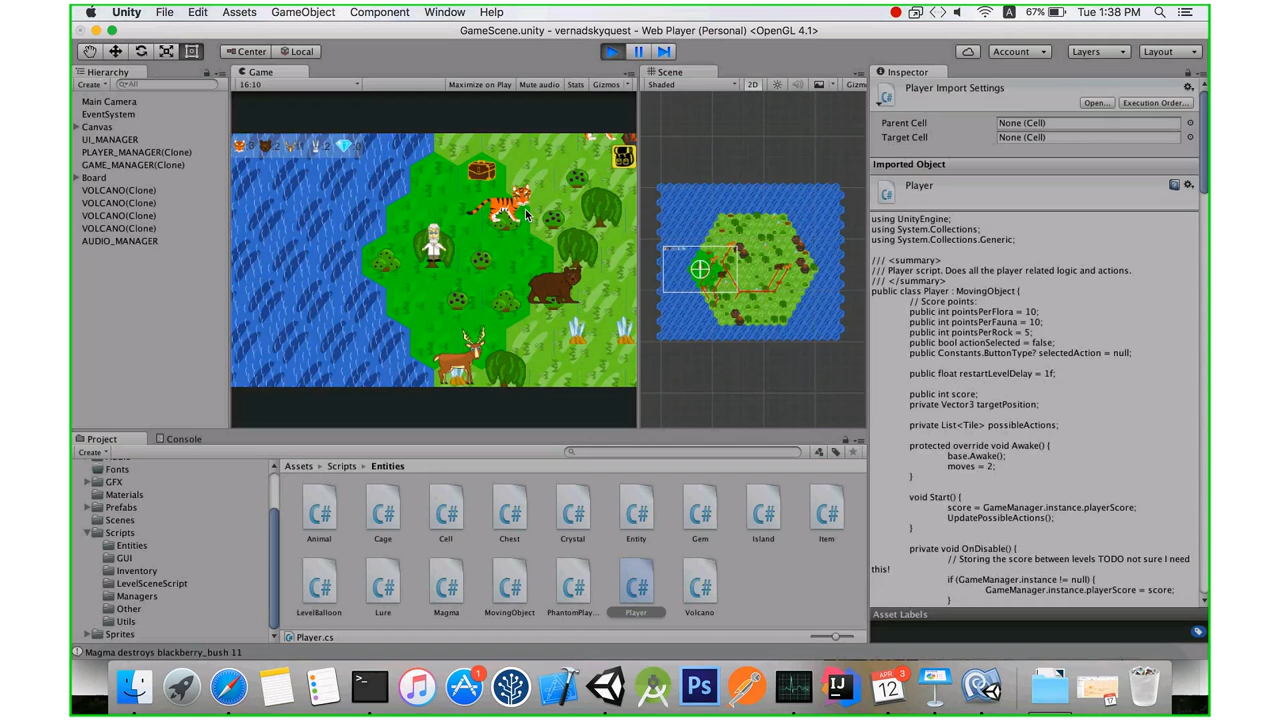 Unity File Edit Assets GameObject Component Window Help
A 67% Tue 1:38 PM
GameScene.unity - vernadskyquest - Web Player (Personal) <OpenGL 4.1>
Center Local Account Layers Layout
Hierarchy
Create All
Main Camera
EventSystem
Canvas
UI_MANAGER
PLAYER_MANAGER(Clone)
GAME_MANAGER(Clone)
Board
VOLCANO(Clone)
VOLCANO(Clone)
VOLCANO(Clone)
VOLCANO(Clone)
AUDIO_MANAGER
Game
16:10 Maximize on Play Mute audio Stats Gizmos
Scene
Shaded 2D Gizm
Inspector
Player Import Settings
Open... Execution Order...
Parent Cell None (Cell)
Target Cell None (Cell)
Imported Object
Player
using UnityEngine;
using System.Collections;
using System.Collections.Generic;
/// <summary>
/// Player script. Does all the player related logic and actions.
/// </summary>
public class Player : MovingObject {
// Score points:
public int pointsPerFlora = 10;
public int pointsPerFauna = 10;
public int pointsPerRock = 5;
public bool actionSelected = false;
public Constants.ButtonType? selectedAction = null;
public float restartLevelDelay = 1f;
public int score;
private Vector3 targetPosition;
private List<Tile> possibleActions;
protected override void Awake() {
base.Awake();
moves = 2;
}
void Start() {
score = GameManager.instance.playerScore;
UpdatePossibleActions();
}
private void OnDisable() {
// Storing the score between levels TODO not sure I need
this!
if (GameManager.instance != null) {
GameManager.instance.playerScore = score;
Asset Labels
Project Console
Create
Fonts
GFX
Materials
Prefabs
Scenes
Scripts
Entities
GUI
Inventory
LevelSceneScript
Managers
Other
Utils
Sprites
Assets Scripts Entities
C# C# C# C# C# C# C# C# C#
Animal Cage Cell Chest Crystal Entity Gem Island Item
C# C# C# C# C# C# C#
LevelBalloon Lure Magma MovingObject PhantomPlay... Player Volcano
Player.cs
Magma destroys blackberry_bush 11
1 Ps IJ APR 12 3 17